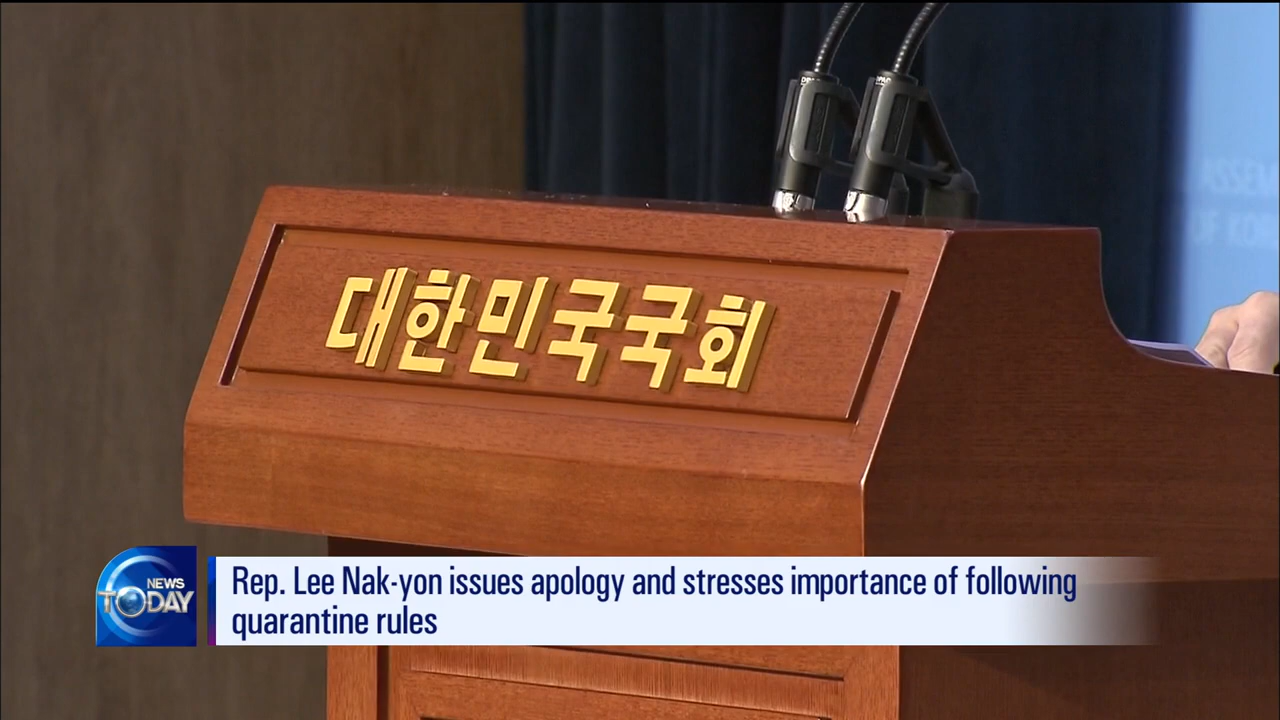 대한민국국회
NEWS
TODAY
Rep. Lee Nak-yon issues apology and stresses importance of following
quarantine rules